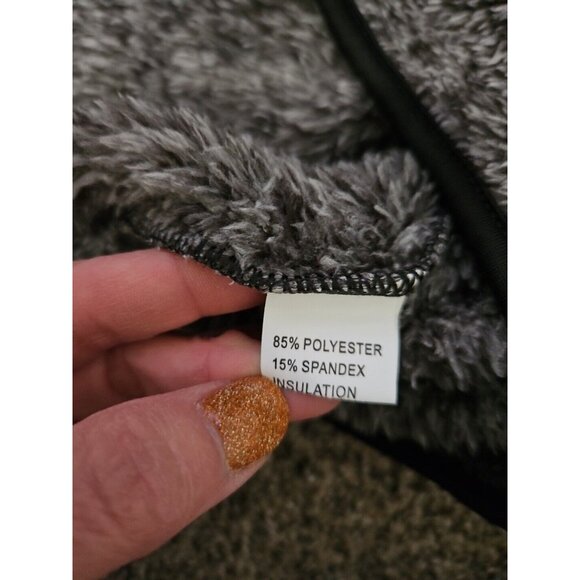 85% POLYESTER
15% SPANDEX
INSULATION